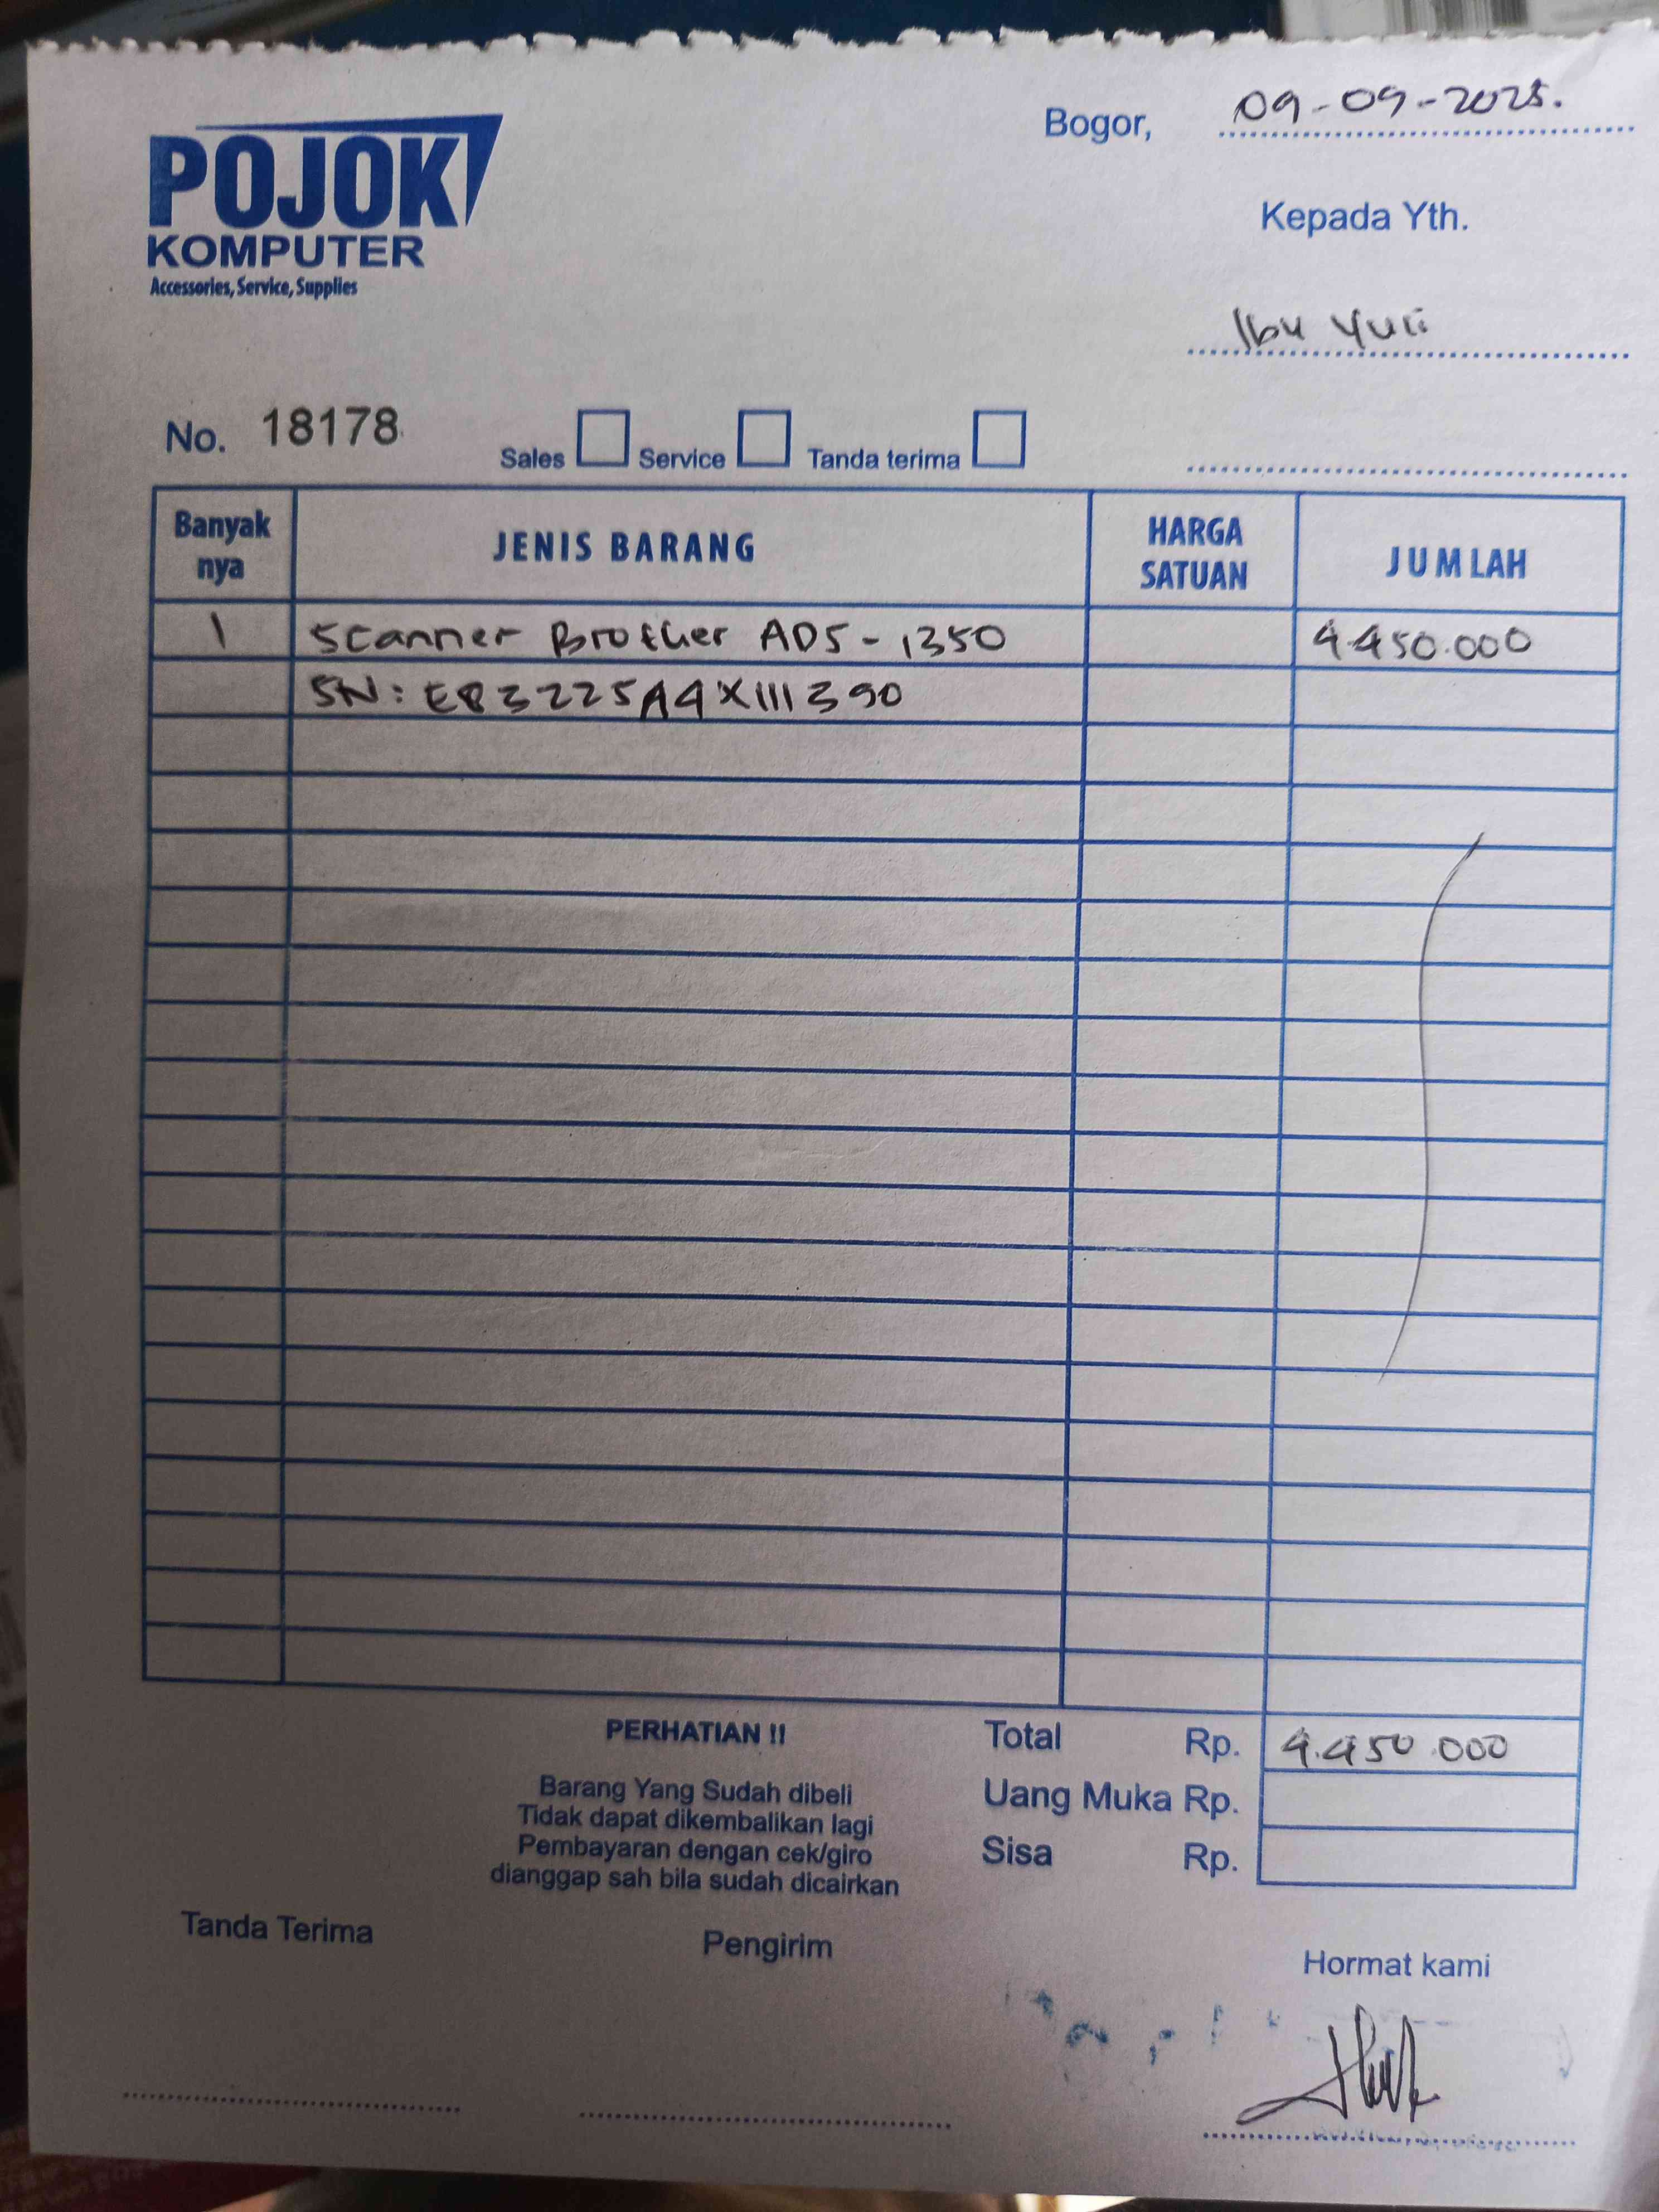 POJOK
KOMPUTER
Accessories, Service, Supplies
Bogor, 09-09-2025.
Kepada Yth.
Ibu Yuli
No. 18178 Sales Service Tanda terima
Banyak nya JENIS BARANG HARGA SATUAN JUMLAH
1 Scanner Brother ADS-1350 4.450.000
SN: E83225A4X111390
PERHATIAN !!
Barang Yang Sudah dibeli
Tidak dapat dikembalikan lagi
Pembayaran dengan cek/giro
dianggap sah bila sudah dicairkan
Total Rp. 4.450.000
Uang Muka Rp.
Sisa Rp.
Tanda Terima
Pengirim
Hormat kami